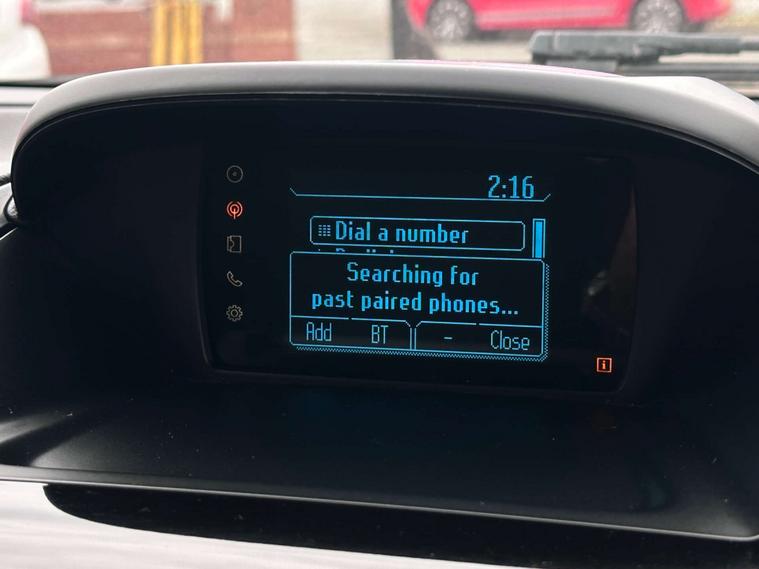 2:16
Dial a number
Searching for
past paired phones...
Add BT - Close
i